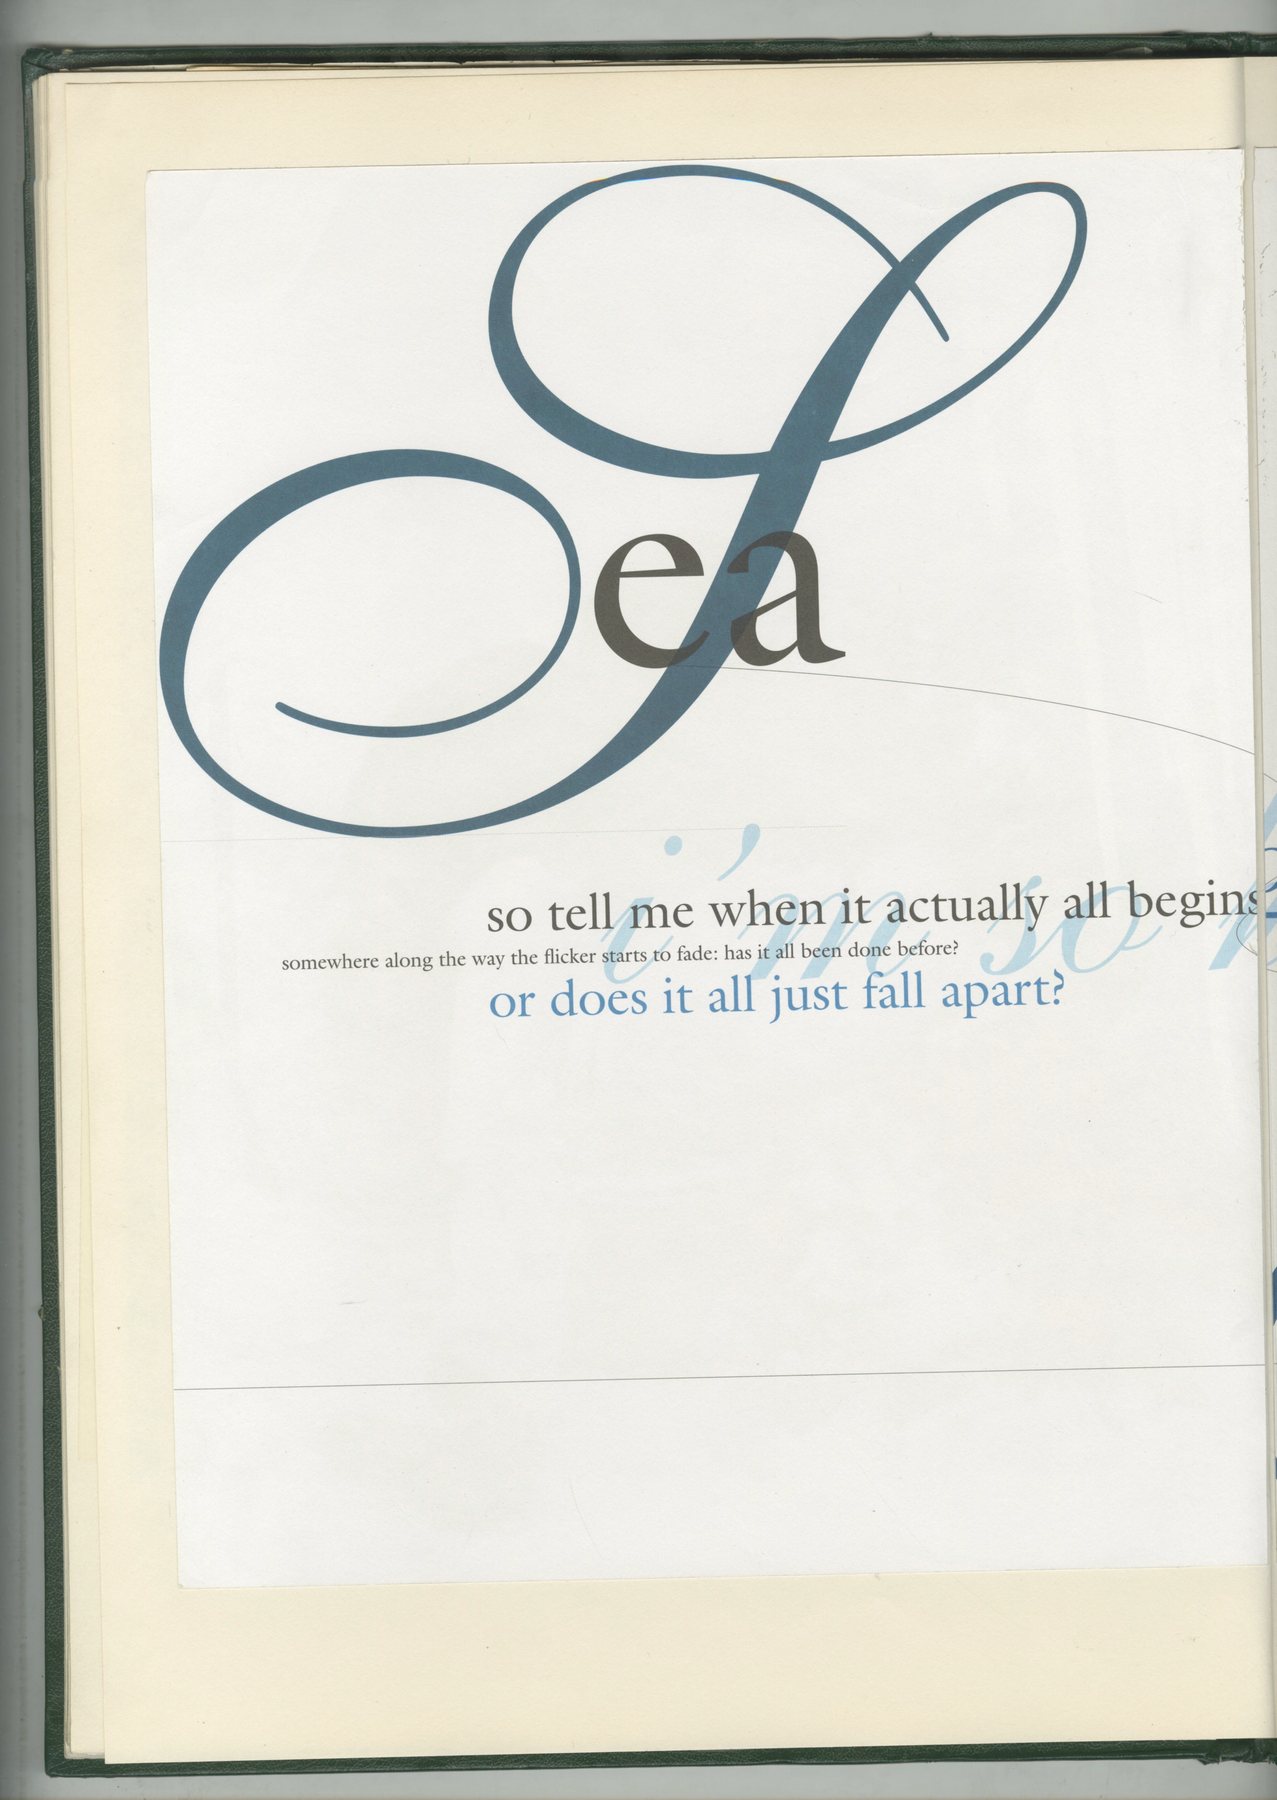 Sea
i'm so
so tell me when it actually all begins
somewhere along the way the flicker starts to fade: has it all been done before?
or does it all just fall apart?